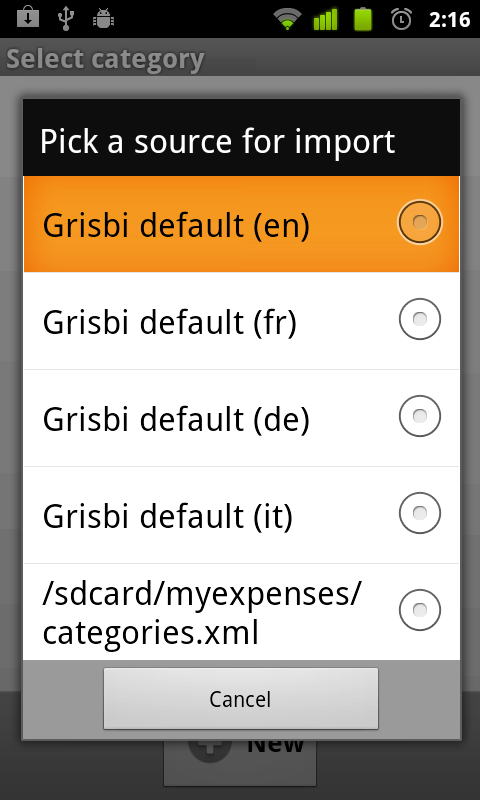 2:16
Select category
Pick a source for import
Grisbi default (en)
Grisbi default (fr)
Grisbi default (de)
Grisbi default (it)
/sdcard/myexpenses/
categories.xml
Cancel
New